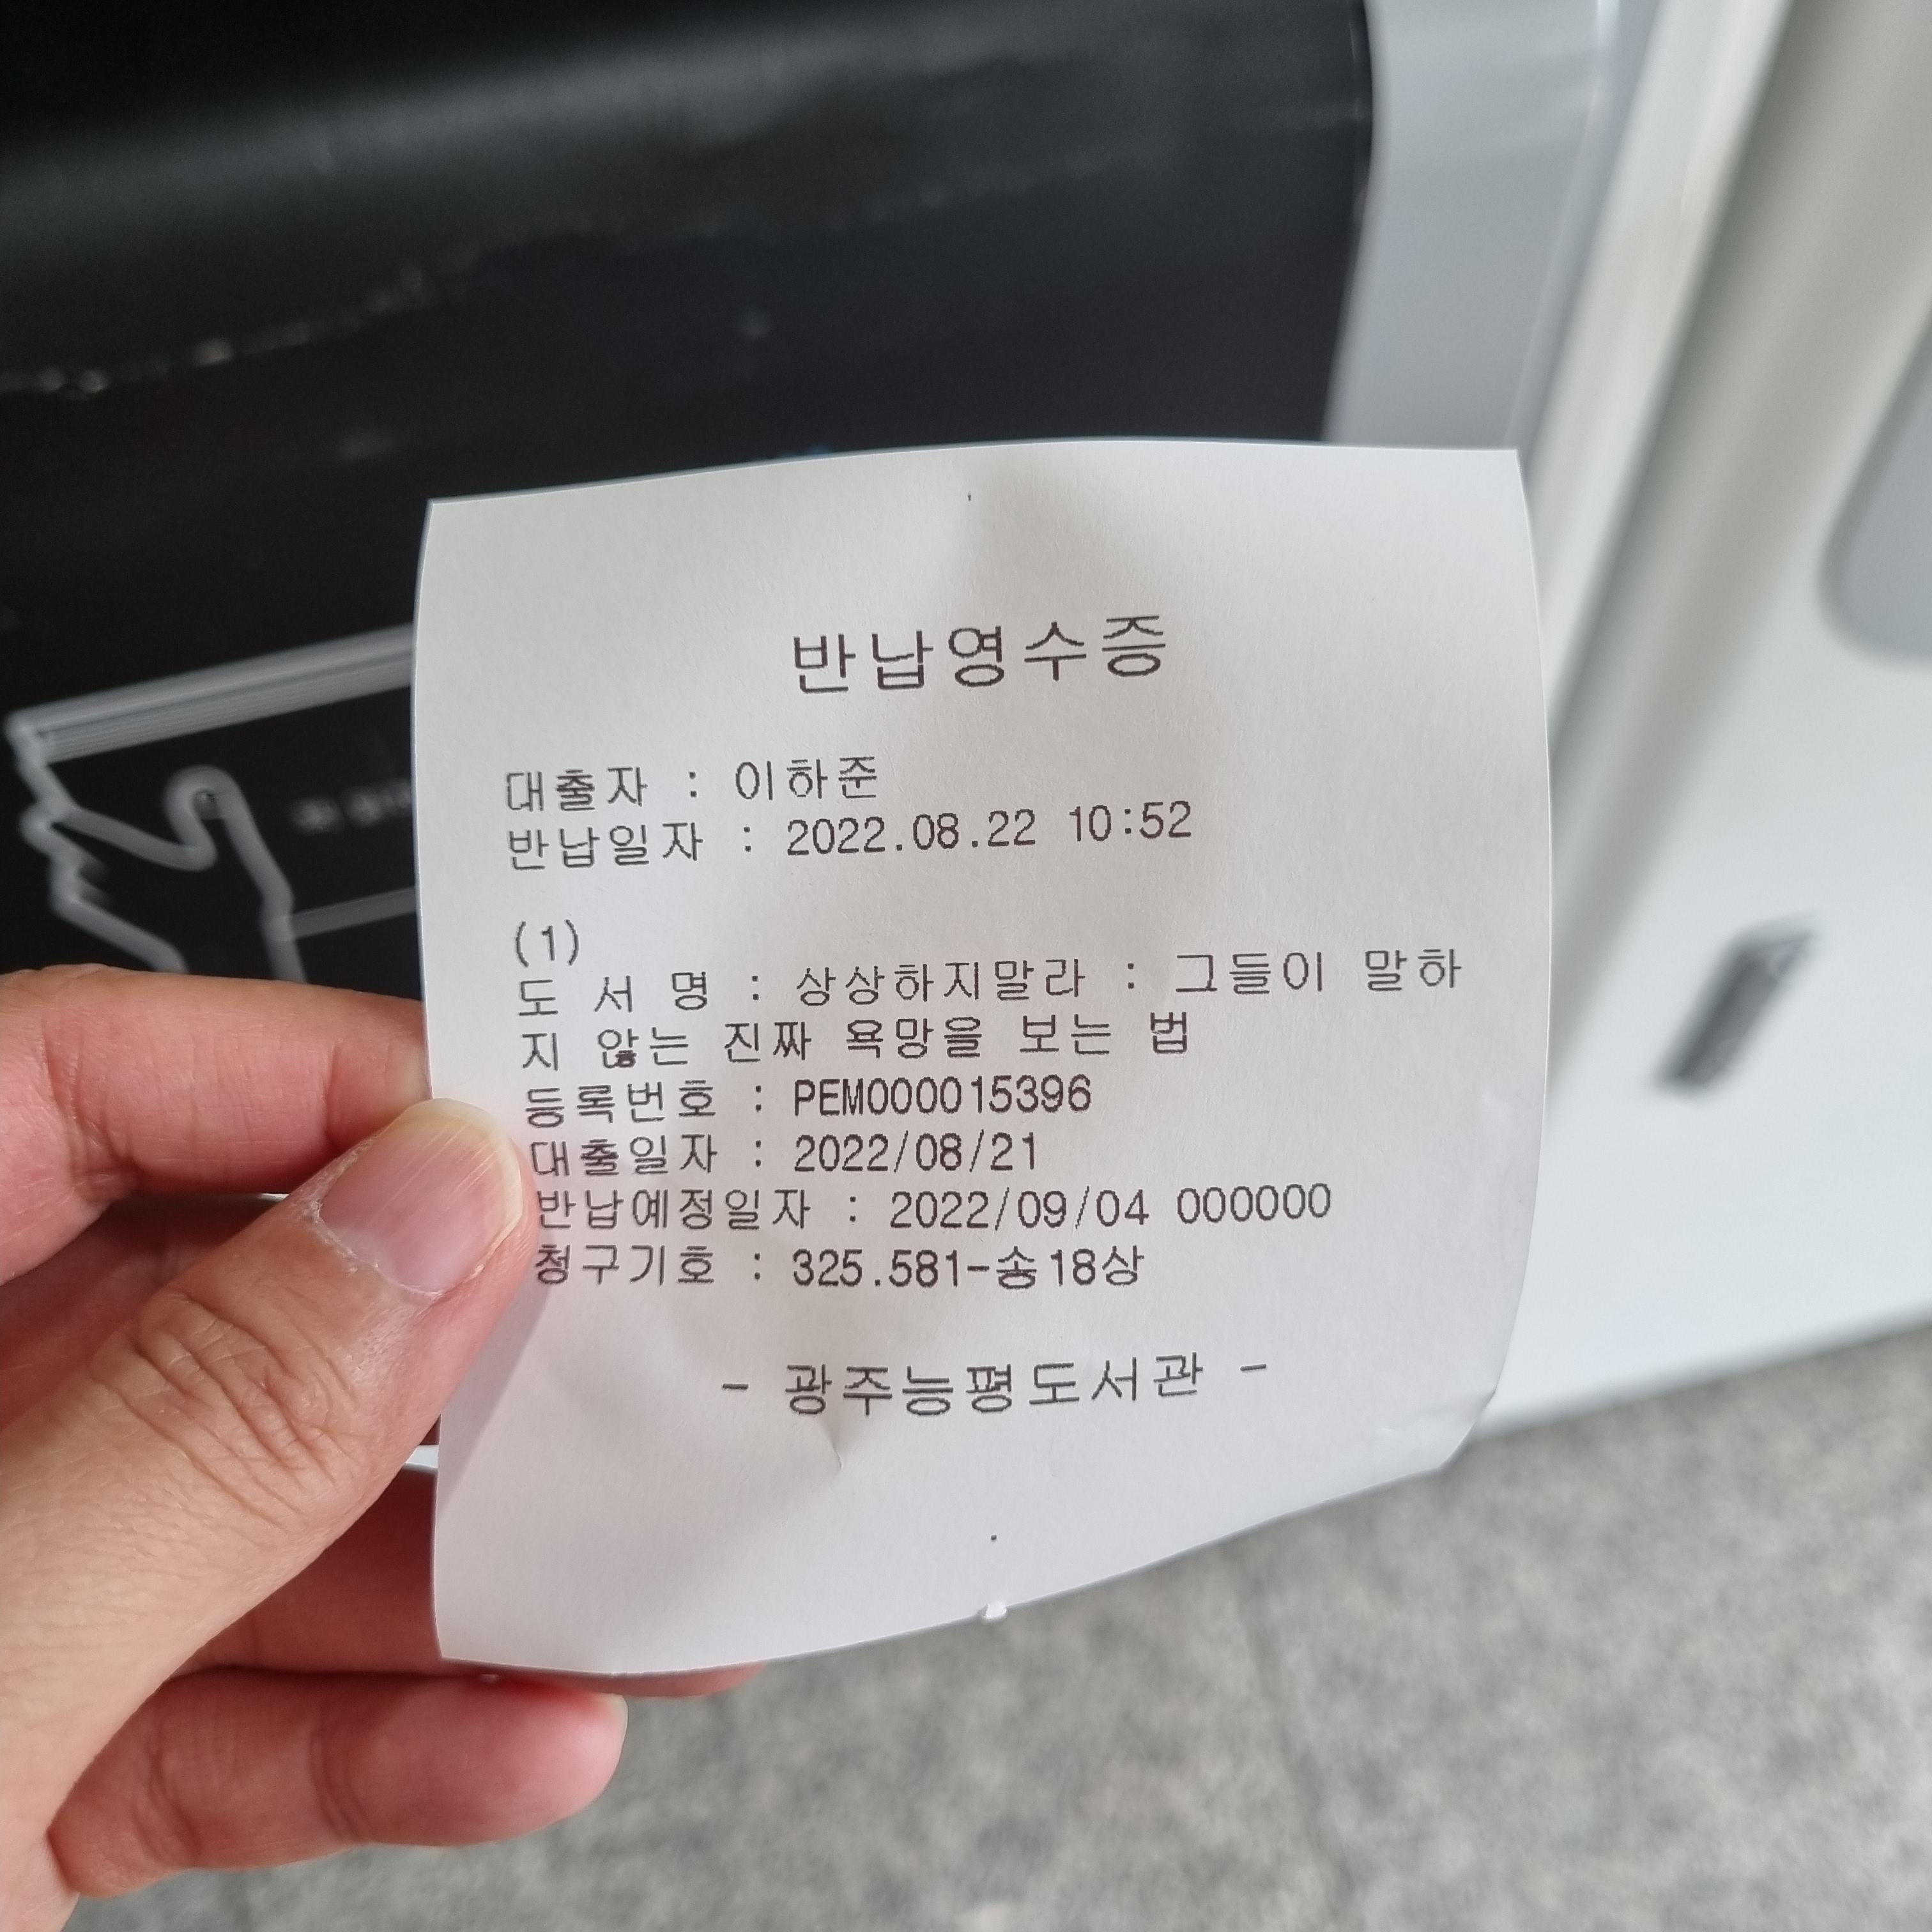 반납영수증
대출자 : 이하준
반납일자 : 2022.08.22 10:52
(1)
도 서 명 : 상상하지말라 : 그들이 말하
지 않는 진짜 욕망을 보는 법
등록번호 : PEM000015396
대출일자 : 2022/08/21
반납예정일자 : 2022/09/04 000000
청구기호 : 325.581-송18상
- 광주능평도서관 -